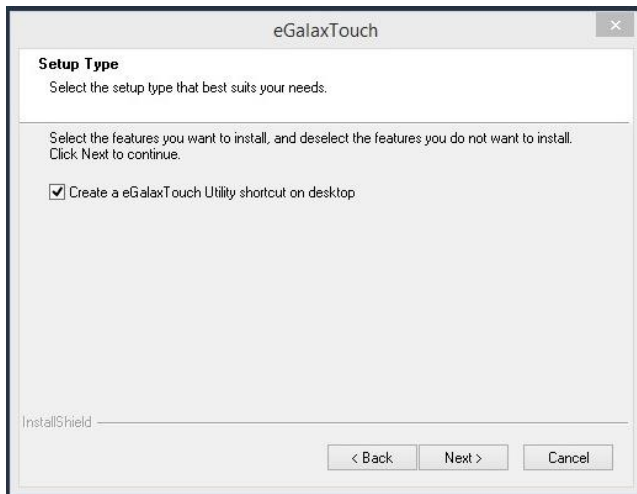 eGalaxTouch
Setup Type
Select the setup type that best suits your needs.
Select the features you want to install, and deselect the features you do not want to install.
Click Next to continue.
Create a eGalaxTouch Utility shortcut on desktop
InstallShield
< Back
Next >
Cancel